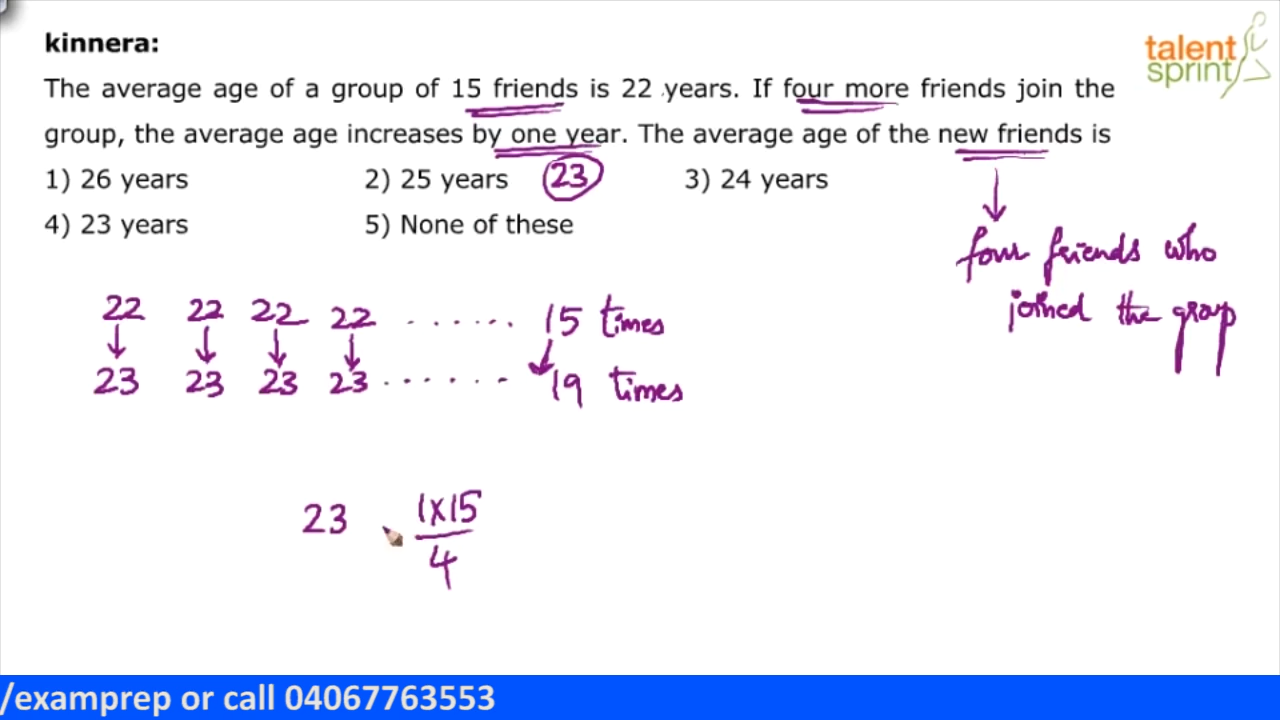 kinnera:
talent
sprint
The average age of a group of 15 friends is 22 years. If four more friends join the
group, the average age increases by one year. The average age of the new friends is
1) 26 years 2) 25 years 23 3) 24 years
4) 23 years 5) None of these
four friends who
joined the group
22 22 22 22 ...... 15 times
23 23 23 23 ...... 19 times
23 1x15
4
/examprep or call 04067763553